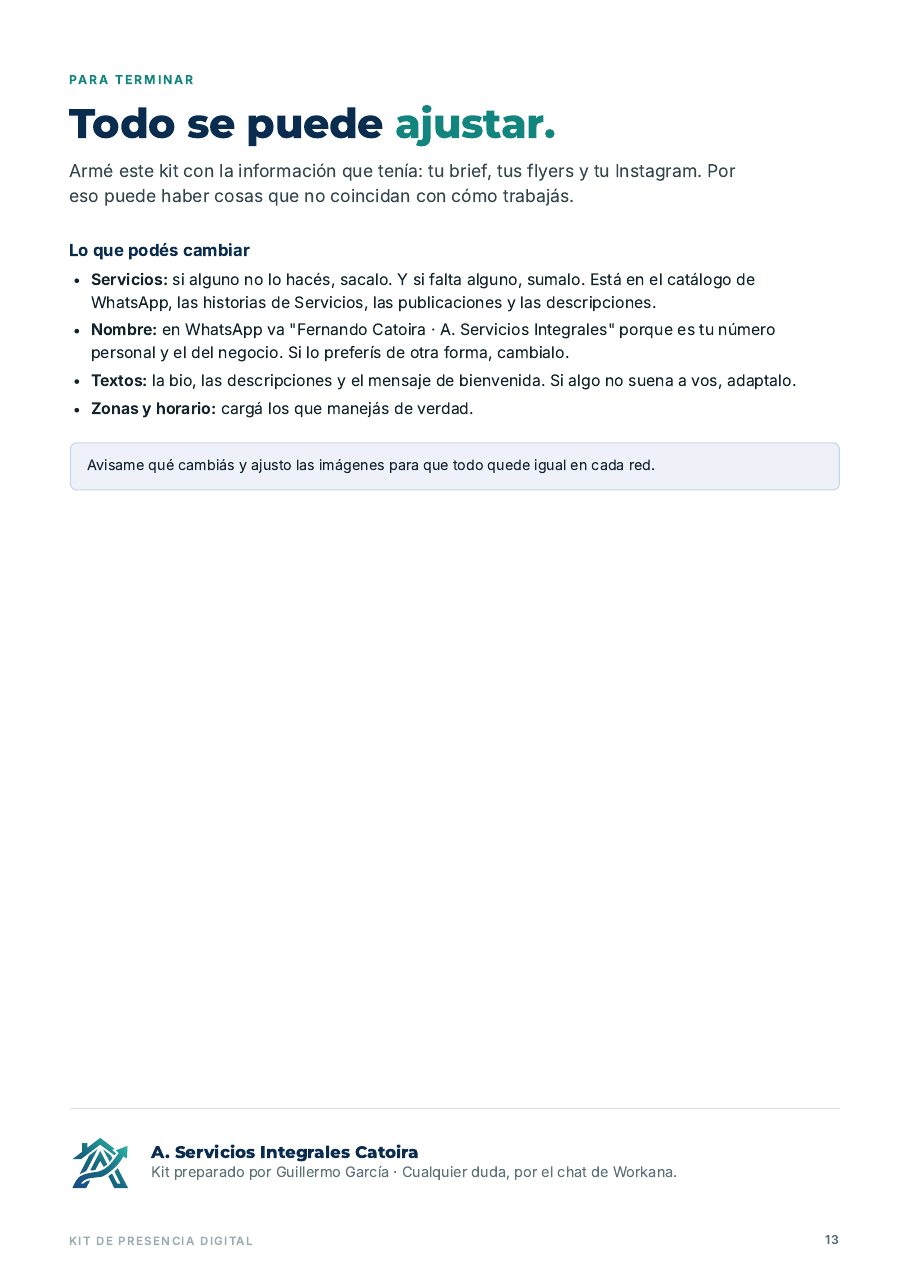 PARA TERMINAR
Todo se puede ajustar.
Armé este kit con la información que tenía: tu brief, tus flyers y tu Instagram. Por
eso puede haber cosas que no coincidan con cómo trabajás.
Lo que podés cambiar
• Servicios: si alguno no lo hacés, sacalo. Y si falta alguno, sumalo. Está en el catálogo de
WhatsApp, las historias de Servicios, las publicaciones y las descripciones.
• Nombre: en WhatsApp va "Fernando Catoira · A. Servicios Integrales" porque es tu número
personal y el del negocio. Si lo preferís de otra forma, cambialo.
• Textos: la bio, las descripciones y el mensaje de bienvenida. Si algo no suena a vos, adaptalo.
• Zonas y horario: cargá los que manejás de verdad.
Avisame qué cambiás y ajusto las imágenes para que todo quede igual en cada red.
A. Servicios Integrales Catoira
Kit preparado por Guillermo García · Cualquier duda, por el chat de Workana.
KIT DE PRESENCIA DIGITAL
13